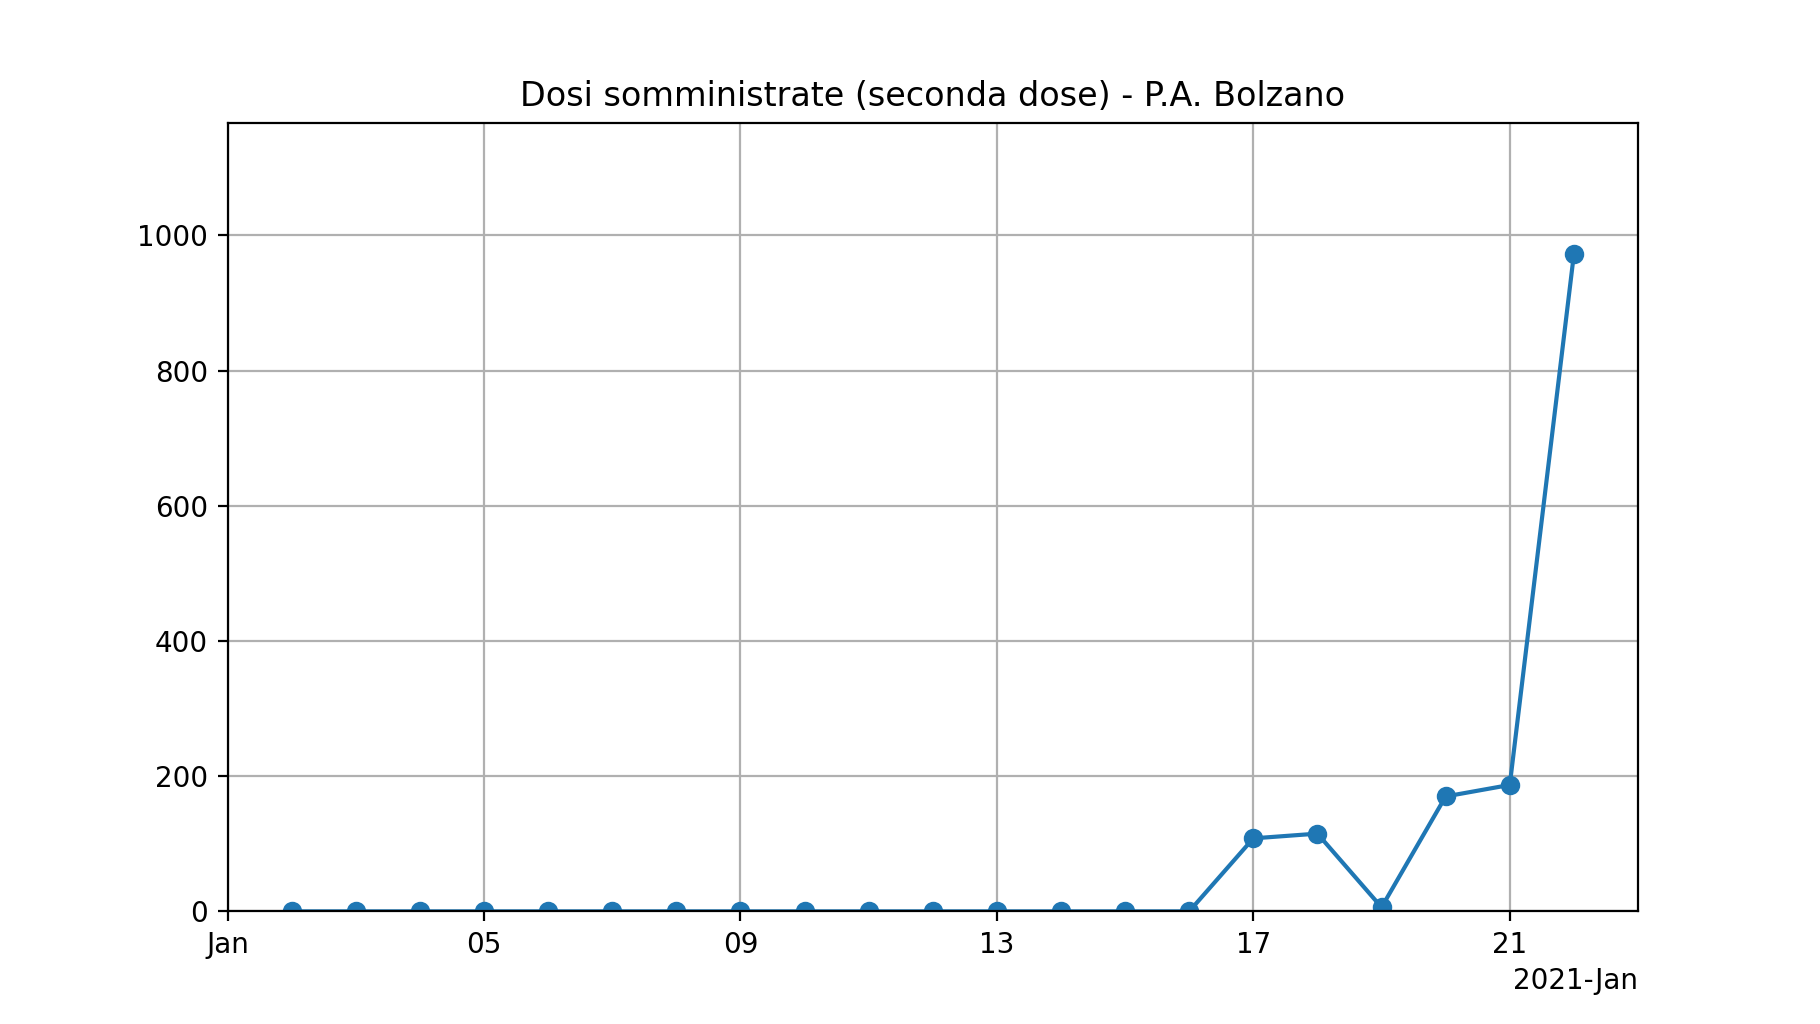 Dosi somministrate (seconda dose) - P.A. Bolzano
1000
800
600
400
200
0
Jan 05 09 13 17 21
2021-Jan